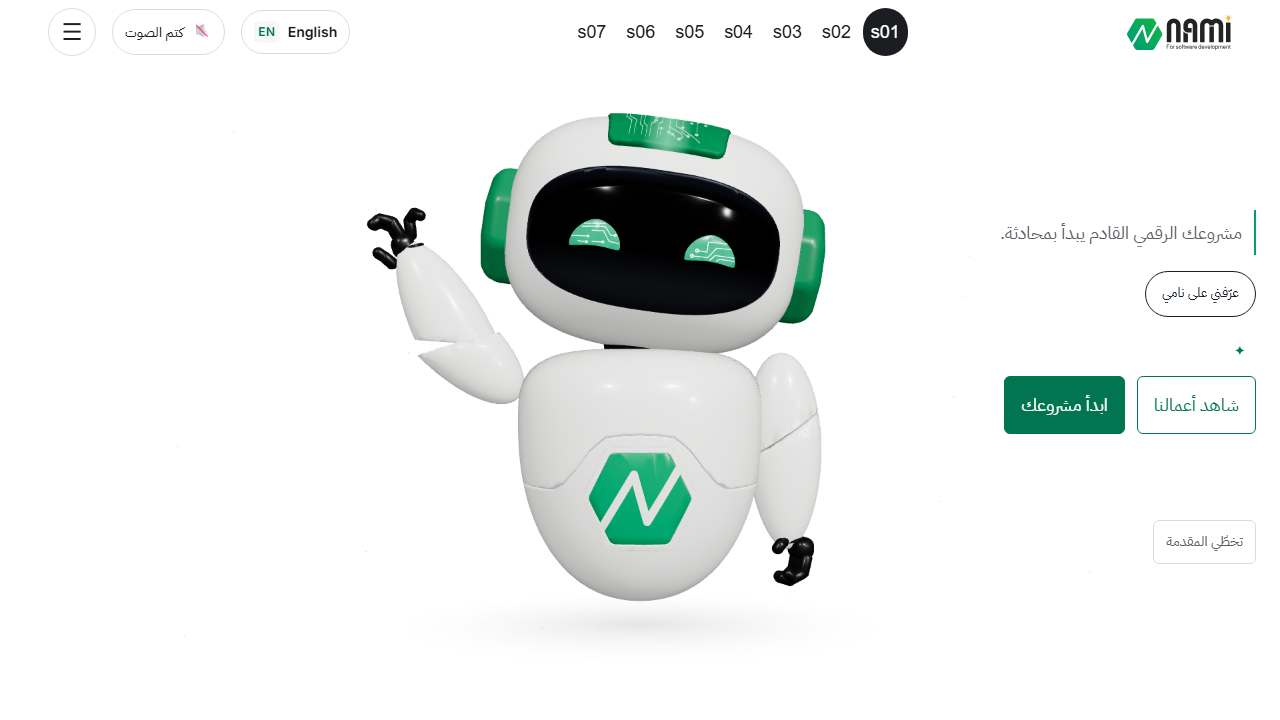 nami
For software development
s01 s02 s03 s04 s05 s06 s07
EN English
كتم الصوت
مشروعك الرقمي القادم يبدأ بمحادثة.
عرّفني على نامي
شاهد أعمالنا
ابدأ مشروعك
تخطّي المقدمة